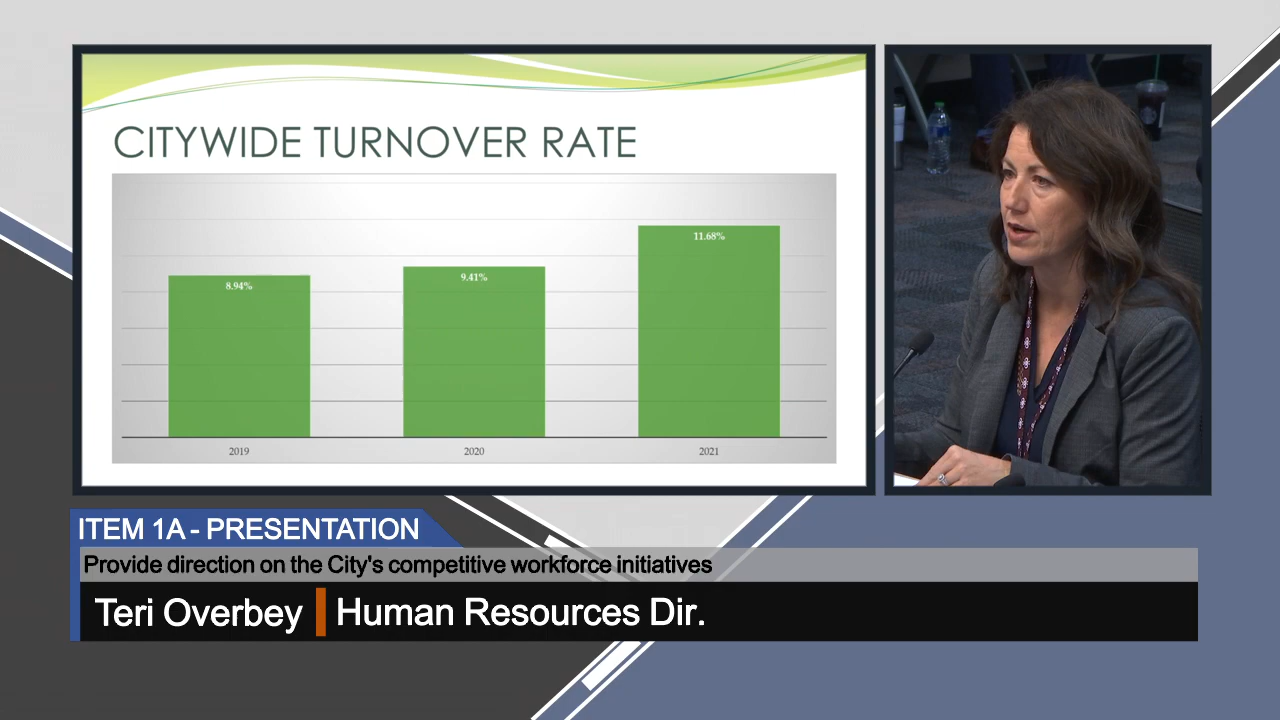 CITYWIDE TURNOVER RATE
8.94%
9.41%
11.68%
2019
2020
2021
ITEM 1A - PRESENTATION
Provide direction on the City's competitive workforce initiatives
Teri Overbey
Human Resources Dir.